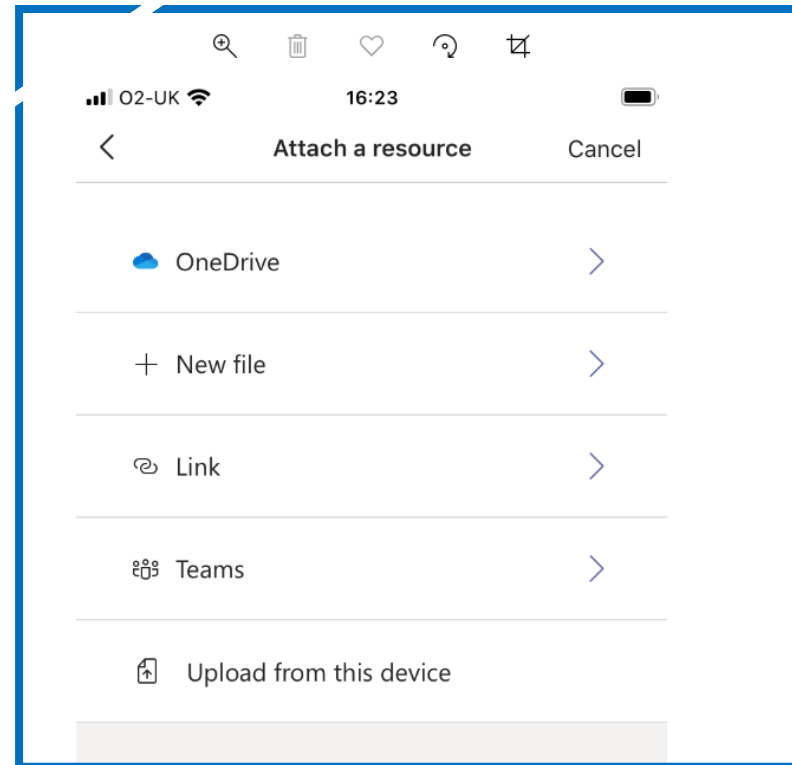 O2-UK 16:23
Attach a resource Cancel
OneDrive
New file
Link
Teams
Upload from this device